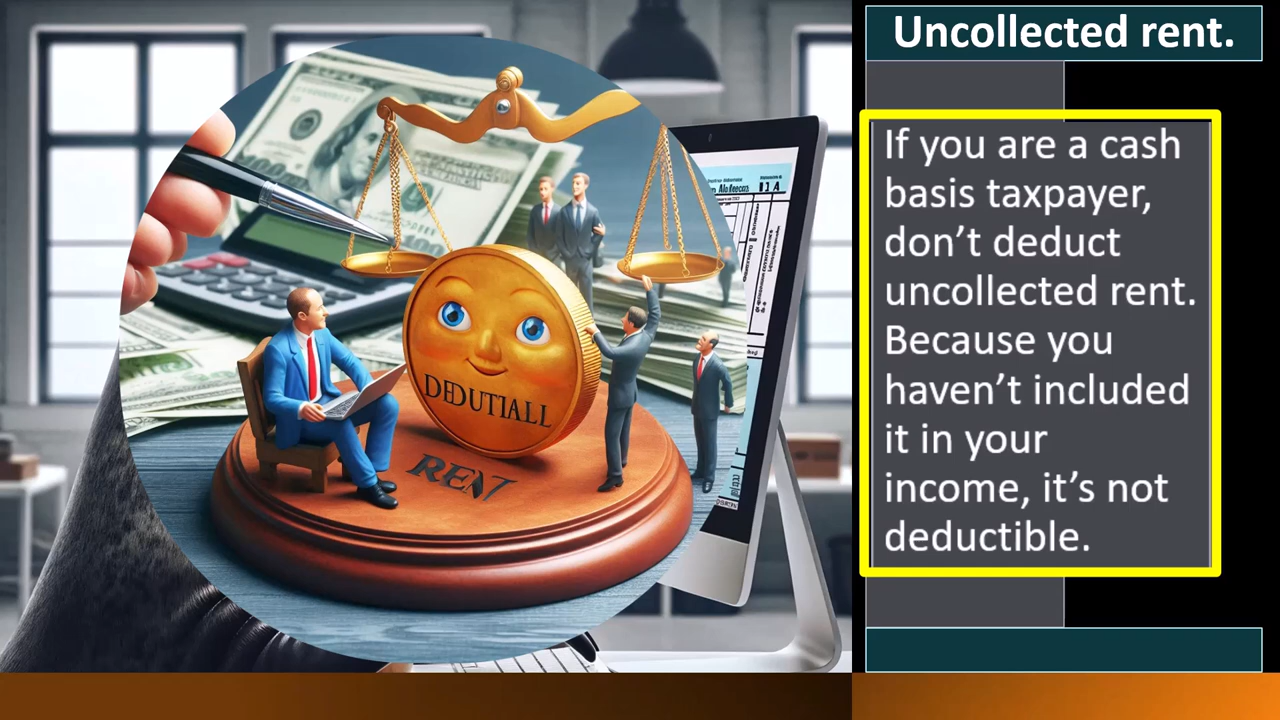 Uncollected rent.
If you are a cash
basis taxpayer,
don't deduct
uncollected rent.
Because you
haven't included
it in your
income, it's not
deductible.
DEDUTIALL
RENT